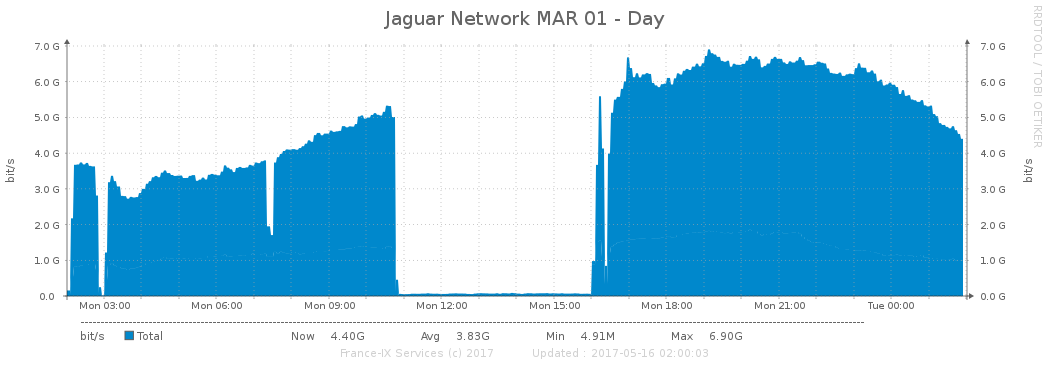 Jaguar Network MAR 01 - Day
RRDTOOL / TOBI OETIKER
bit/s
7.0 G 7.0 G
6.0 G 6.0 G
5.0 G 5.0 G
4.0 G 4.0 G
3.0 G 3.0 G
2.0 G 2.0 G
1.0 G 1.0 G
0.0 0.0 G
bit/s
Mon 03:00 Mon 06:00 Mon 09:00 Mon 12:00 Mon 15:00 Mon 18:00 Mon 21:00 Tue 00:00
bit/s Total Now 4.40G Avg 3.83G Min 4.91M Max 6.90G
France-IX Services (c) 2017 Updated : 2017-05-16 02:00:03